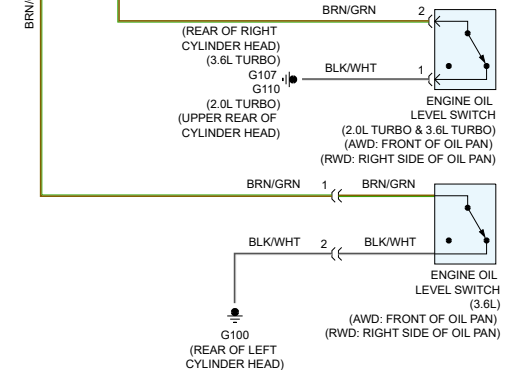 BRN/GRN 2
BRN/
(REAR OF RIGHT
CYLINDER HEAD)
(3.6L TURBO)
G107
G110
(2.0L TURBO)
(UPPER REAR OF
CYLINDER HEAD)
BLK/WHT 1
ENGINE OIL
LEVEL SWITCH
(2.0L TURBO & 3.6L TURBO)
(AWD: FRONT OF OIL PAN)
(RWD: RIGHT SIDE OF OIL PAN)
BRN/GRN 1 BRN/GRN
BLK/WHT 2 BLK/WHT
ENGINE OIL
LEVEL SWITCH
(3.6L)
(AWD: FRONT OF OIL PAN)
(RWD: RIGHT SIDE OF OIL PAN)
G100
(REAR OF LEFT
CYLINDER HEAD)